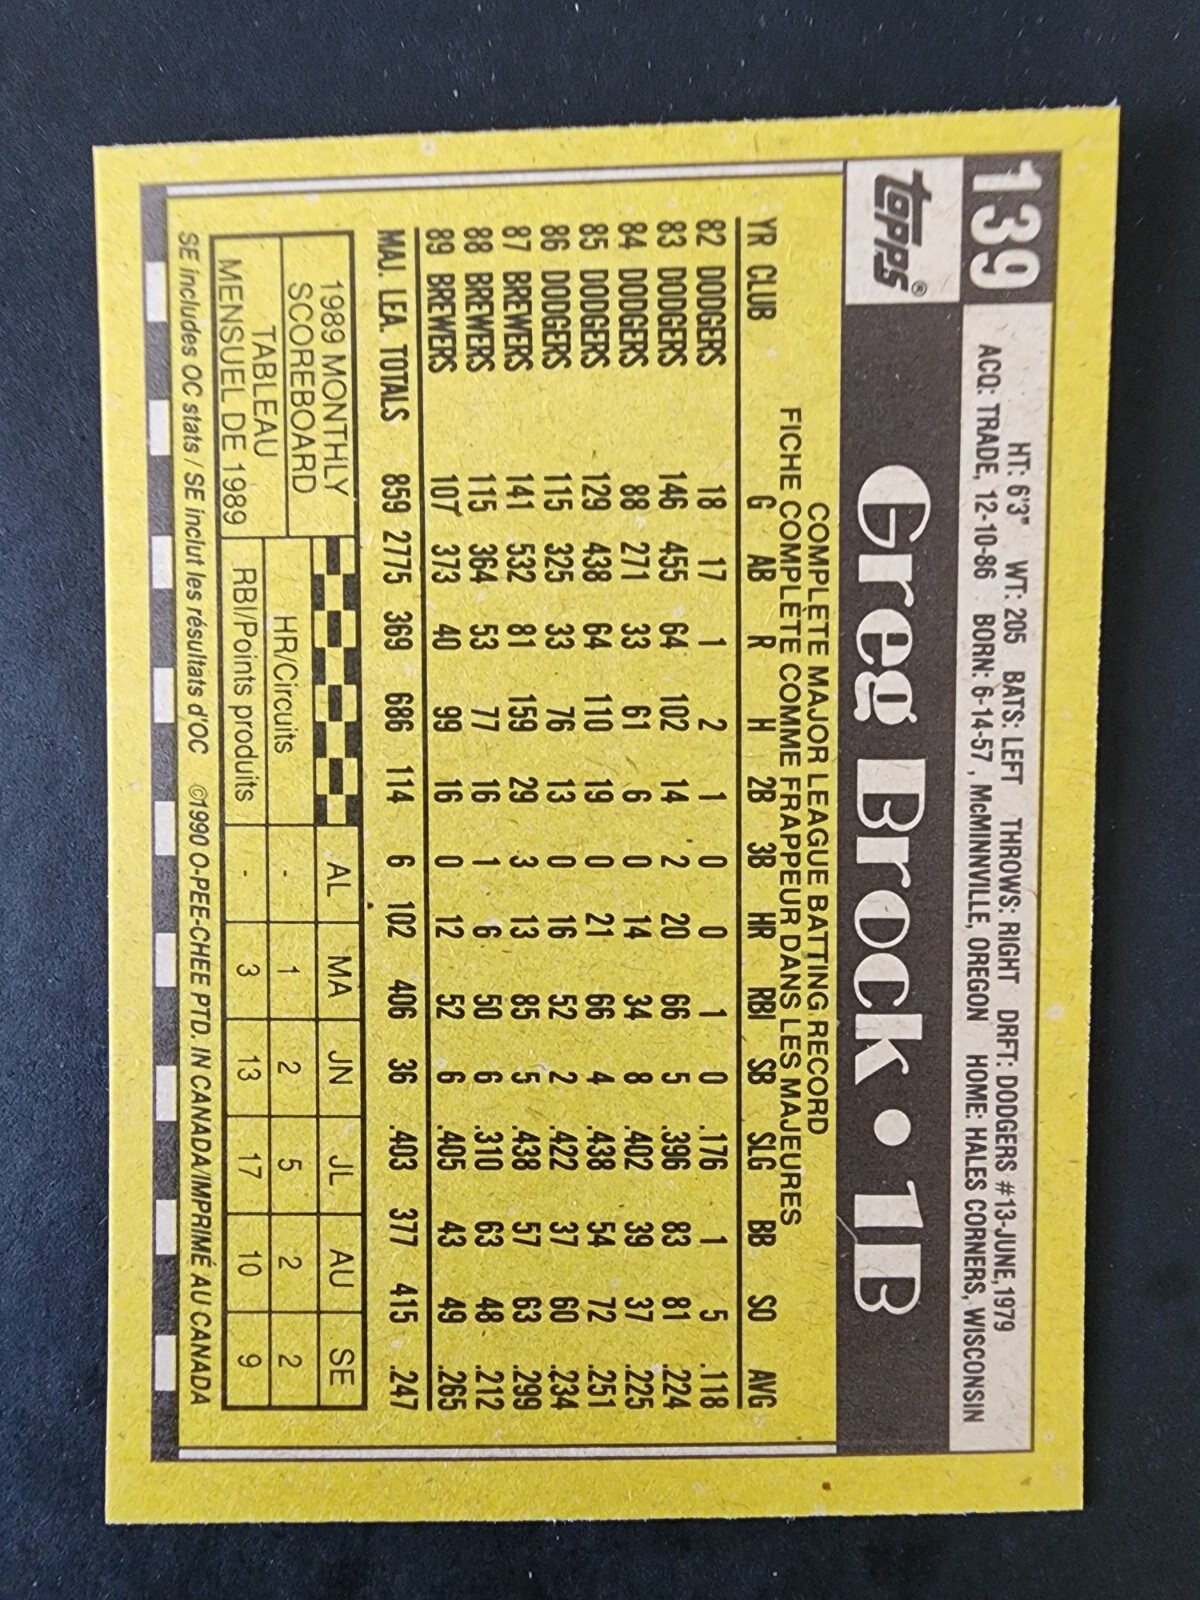 139
HT: 6'3" WT: 205 BATS: LEFT THROWS: RIGHT DRFT: DODGERS #13-JUNE,1979
ACQ: TRADE, 12-10-86 BORN: 6-14-57, McMINNVILLE, OREGON HOME: HALES CORNERS, WISCONSIN
TOPPS®
Greg Brock • 1B
COMPLETE MAJOR LEAGUE BATTING RECORD
FICHE COMPLÈTE COMME FRAPPEUR DANS LES MAJEURES
YR CLUB G AB R H 2B 3B HR RBI SB SLG BB SO AVG
82 DODGERS 18 17 1 2 1 0 0 1 0 .176 1 5 .118
83 DODGERS 146 455 64 102 14 2 20 66 5 .396 83 81 .224
84 DODGERS 88 271 33 61 6 0 14 34 8 .402 39 37 .225
85 DODGERS 129 438 64 110 19 0 21 66 4 .438 54 72 .251
86 DODGERS 115 325 33 76 13 0 16 52 2 .422 37 60 .234
87 BREWERS 141 532 81 159 29 3 13 85 5 .438 57 63 .299
88 BREWERS 115 364 53 77 16 1 6 50 6 .310 63 48 .212
89 BREWERS 107 373 40 99 16 0 12 52 6 .405 43 49 .265
MAJ. LEA. TOTALS 859 2775 369 686 114 6 102 406 36 .403 377 415 .247
1989 MONTHLY
SCOREBOARD
TABLEAU
MENSUEL DE 1989
AL MA JN JL AU SE
HR/Circuits - 1 2 5 2 2
RBI/Points produits - 3 13 17 10 9
SE includes OC stats / SE inclut les résultats d'OC ©1990 O-PEE-CHEE PTD. IN CANADA/IMPRIMÉ AU CANADA